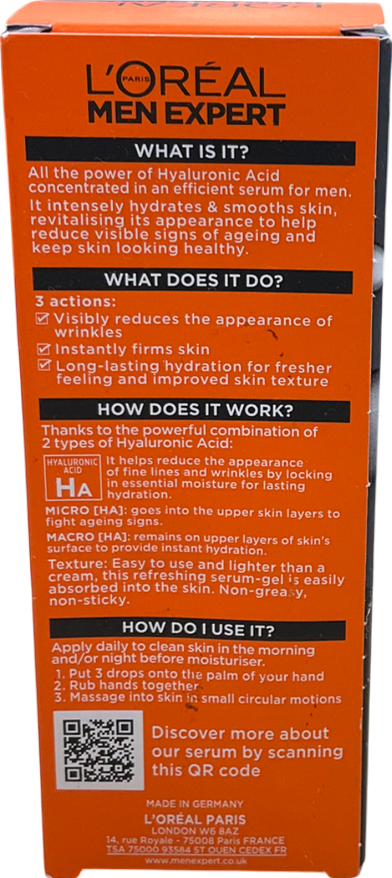 L'ORÉAL
PARIS
MEN EXPERT
WHAT IS IT?
All the power of Hyaluronic Acid
concentrated in an efficient serum for men.
It intensely hydrates & smooths skin,
revitalising its appearance to help
reduce visible signs of ageing and
keep skin looking healthy.
WHAT DOES IT DO?
3 actions:
Visibly reduces the appearance of
wrinkles
Instantly firms skin
Long-lasting hydration for fresher
feeling and improved skin texture
HOW DOES IT WORK?
Thanks to the powerful combination of
2 types of Hyaluronic Acid:
HYALURONIC
ACID
HA
It helps reduce the appearance
of fine lines and wrinkles by locking
in essential moisture for lasting
hydration.
MICRO [HA]: goes into the upper skin layers to
fight ageing signs.
MACRO [HA]: remains on upper layers of skin's
surface to provide instant hydration.
Texture: Easy to use and lighter than a
cream, this refreshing serum-gel is easily
absorbed into the skin. Non-greasy,
non-sticky.
HOW DO I USE IT?
Apply daily to clean skin in the morning
and/or night before moisturiser.
1. Put 3 drops onto the palm of your hand
2. Rub hands together
3. Massage into skin in small circular motions
Discover more about
our serum by scanning
this QR code
MADE IN GERMANY
L'ORÉAL PARIS
LONDON W6 8AZ
14, rue Royale - 75008 Paris FRANCE
TSA 75000 93584 ST OUEN CEDEX FR
www.menexpert.co.uk